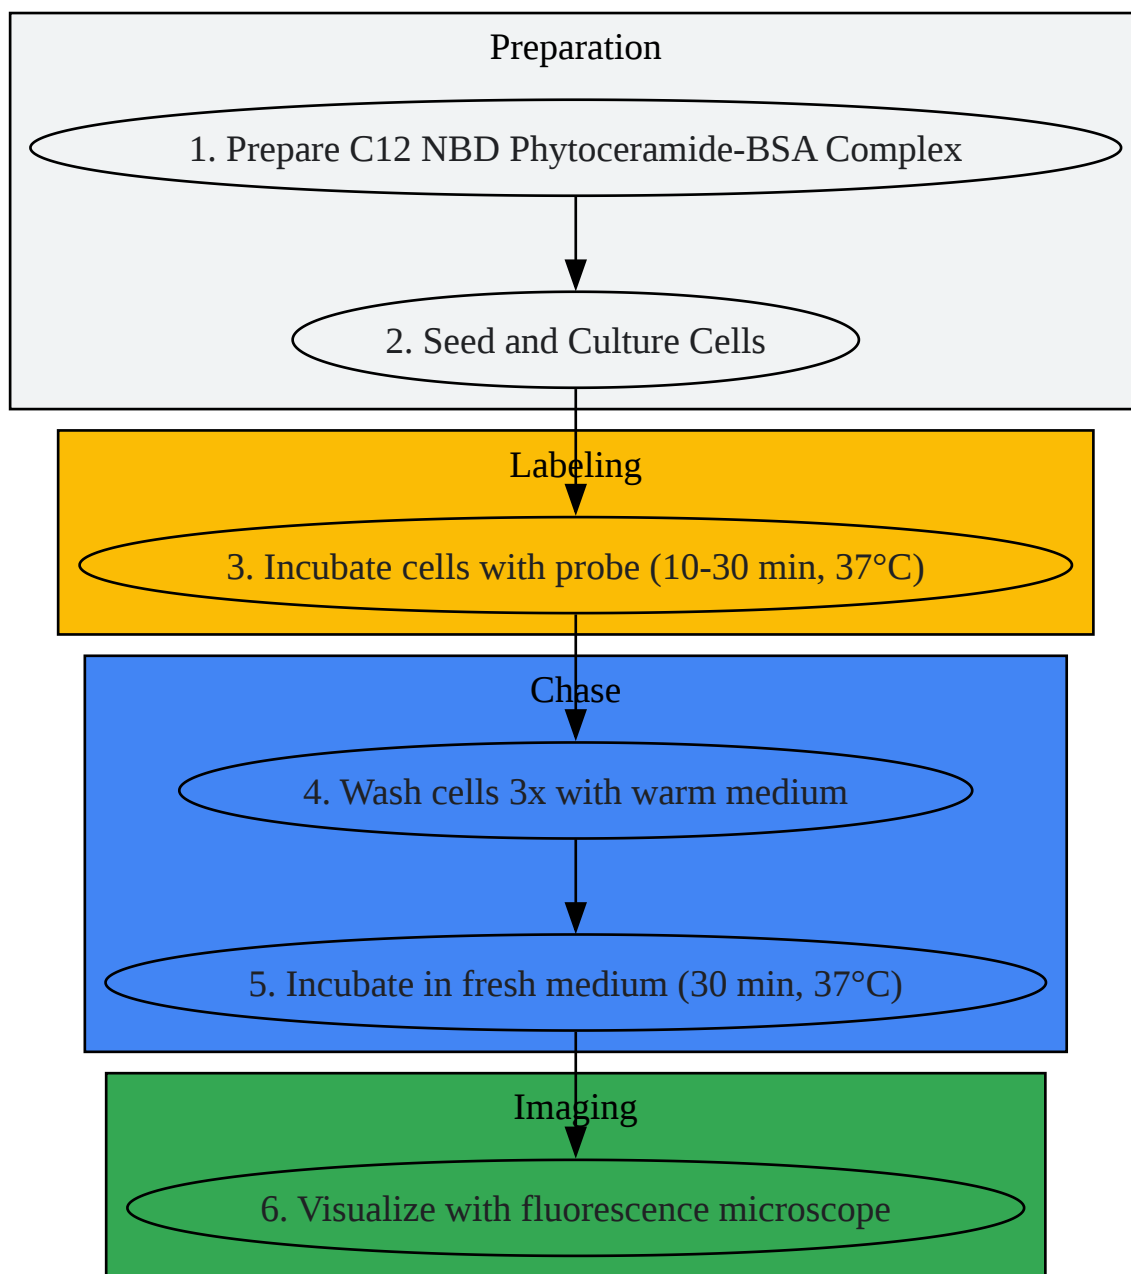 Preparation
1. Prepare C12 NBD Phytoceramide-BSA Complex
2. Seed and Culture Cells
Labeling
3. Incubate cells with probe (10-30 min, 37°C)
Chase
4. Wash cells 3x with warm medium
5. Incubate in fresh medium (30 min, 37°C)
Imaging
6. Visualize with fluorescence microscope